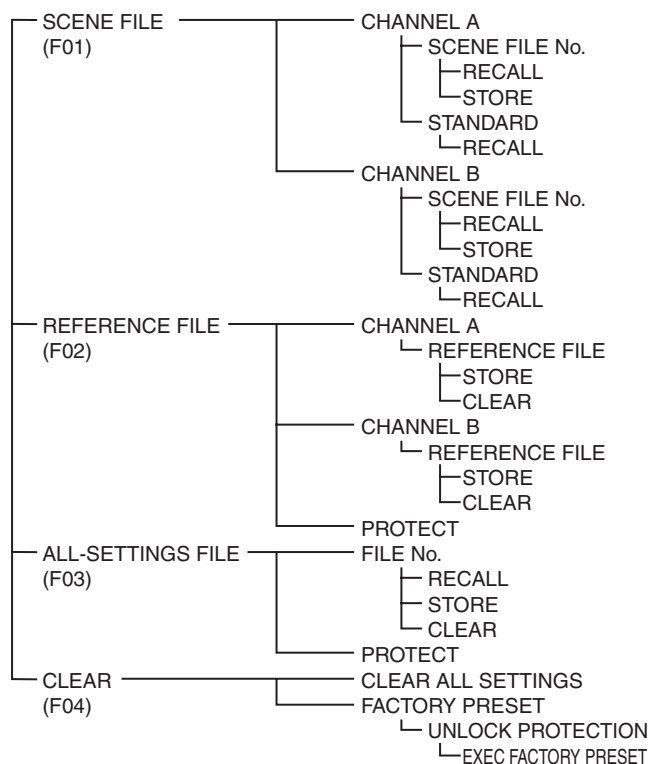 SCENE FILE
(F01)
CHANNEL A
SCENE FILE No.
RECALL
STORE
STANDARD
RECALL
CHANNEL B
SCENE FILE No.
RECALL
STORE
STANDARD
RECALL
REFERENCE FILE
(F02)
CHANNEL A
REFERENCE FILE
STORE
CLEAR
CHANNEL B
REFERENCE FILE
STORE
CLEAR
PROTECT
ALL-SETTINGS FILE
(F03)
FILE No.
RECALL
STORE
CLEAR
PROTECT
CLEAR
(F04)
CLEAR ALL SETTINGS
FACTORY PRESET
UNLOCK PROTECTION
EXEC FACTORY PRESET